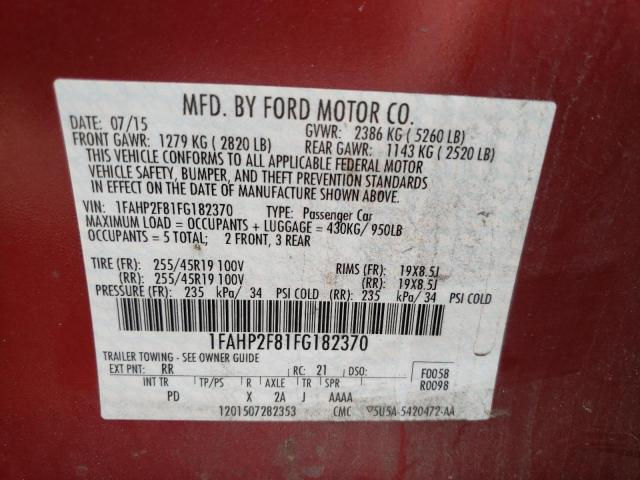 MFD. BY FORD MOTOR CO.
DATE: 07/15 GVWR: 2386 KG ( 5260 LB)
FRONT GAWR: 1279 KG ( 2820 LB) REAR GAWR: 1143 KG ( 2520 LB)
THIS VEHICLE CONFORMS TO ALL APPLICABLE FEDERAL MOTOR
VEHICLE SAFETY, BUMPER, AND THEFT PREVENTION STANDARDS
IN EFFECT ON THE DATE OF MANUFACTURE SHOWN ABOVE.
VIN: 1FAHP2F81FG182370 TYPE: Passenger Car
MAXIMUM LOAD = OCCUPANTS + LUGGAGE = 430KG/ 950LB
OCCUPANTS = 5 TOTAL; 2 FRONT, 3 REAR
TIRE (FR): 255/45R19 100V RIMS (FR): 19X8.5J
(RR): 255/45R19 100V (RR): 19X8.5J
PRESSURE (FR): 235 kPa/ 34 PSI COLD (RR): 235 kPa/ 34 PSI COLD
1FAHP2F81FG182370
TRAILER TOWING - SEE OWNER GUIDE
EXT PNT: RR RC: 21 DSO: F0058
INT TR TP/PS R AXLE TR SPR R0098
PD X 2A J AAAA
1201507282353 CMC 5U5A-5420472-AA